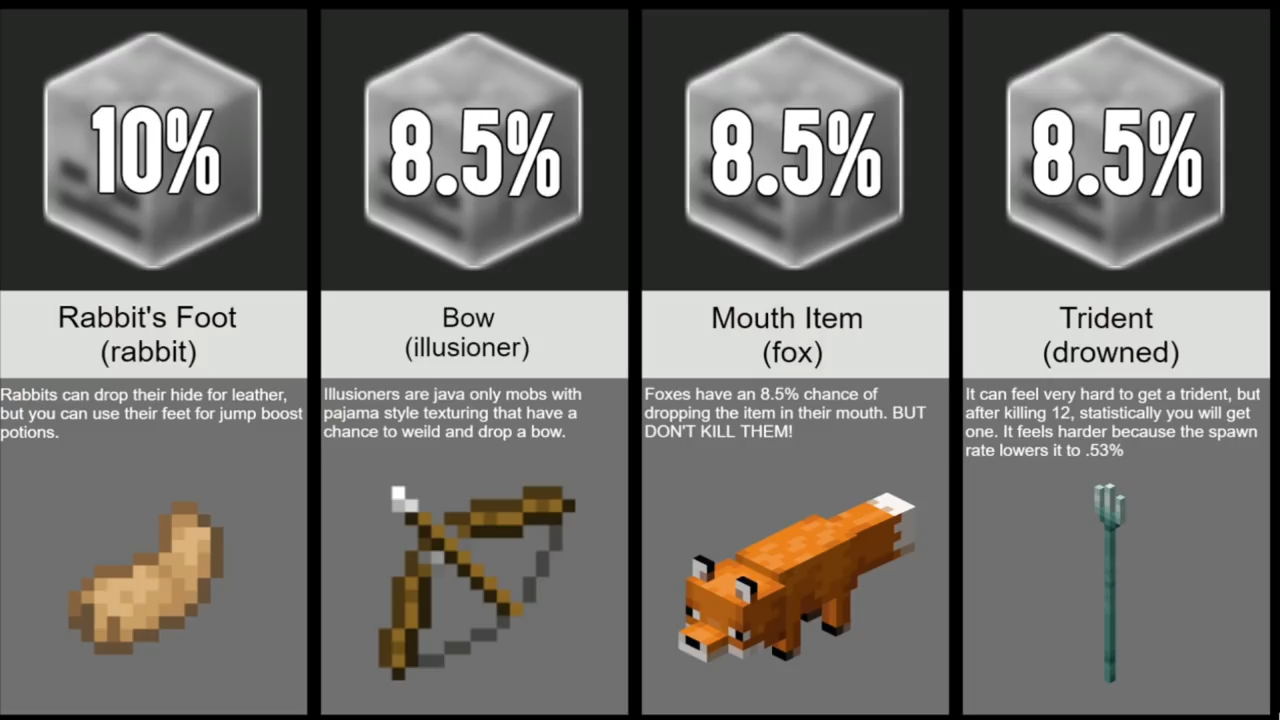 10%
Rabbit's Foot
(rabbit)
Rabbits can drop their hide for leather,
but you can use their feet for jump boost
potions.
8.5%
Bow
(illusioner)
Illusioners are java only mobs with
pajama style texturing that have a
chance to weild and drop a bow.
8.5%
Mouth Item
(fox)
Foxes have an 8.5% chance of
dropping the item in their mouth. BUT
DON'T KILL THEM!
8.5%
Trident
(drowned)
It can feel very hard to get a trident, but
after killing 12, statistically you will get
one. It feels harder because the spawn
rate lowers it to .53%